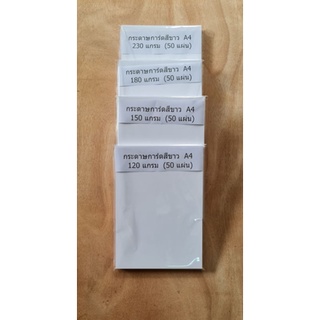 กระดาษการ์ดสีขาว A4
230 แกรม (50 แผ่น)
กระดาษการ์ดสีขาว A4
180 แกรม (50 แผ่น)
กระดาษการ์ดสีขาว A4
150 แกรม (50 แผ่น)
กระดาษการ์ดสีขาว A4
120 แกรม (50 แผ่น)